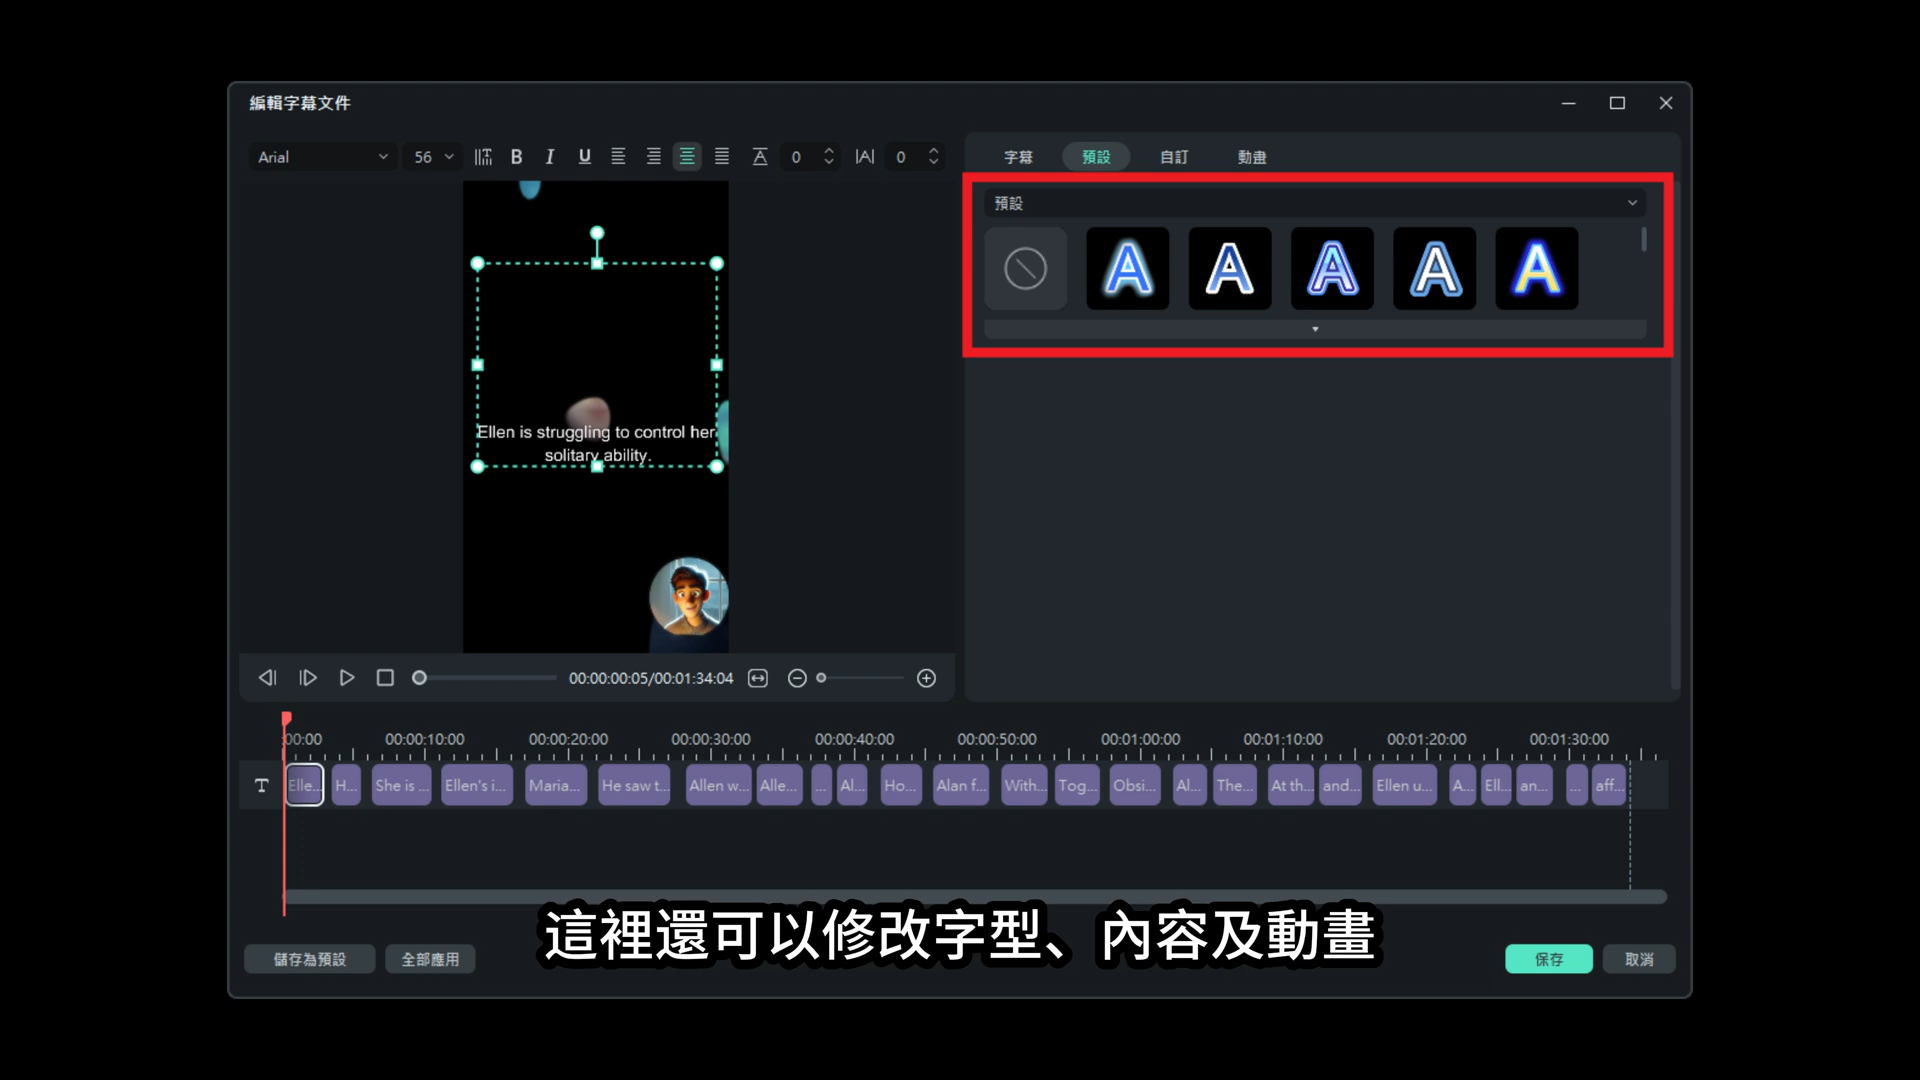 編輯字幕文件
Arial 56 B I U A 0 |A| 0
字幕 預設 自訂 動畫
預設
A A A A A
Ellen is struggling to control her
solitary ability.
00:00:00:05/00:01:34:04
:00:00 00:00:10:00 00:00:20:00 00:00:30:00 00:00:40:00 00:00:50:00 00:01:00:00 00:01:10:00 00:01:20:00 00:01:30:00
T Elle... H... She is ... Ellen's i... Maria... He saw t... Allen w... Alle... ... Al... Ho... Alan f... With... Tog... Obsi... Al... The... At th... and... Ellen u... A... Ell... an... ... aff...
這裡還可以修改字型、內容及動畫
儲存為預設 全部應用 保存 取消